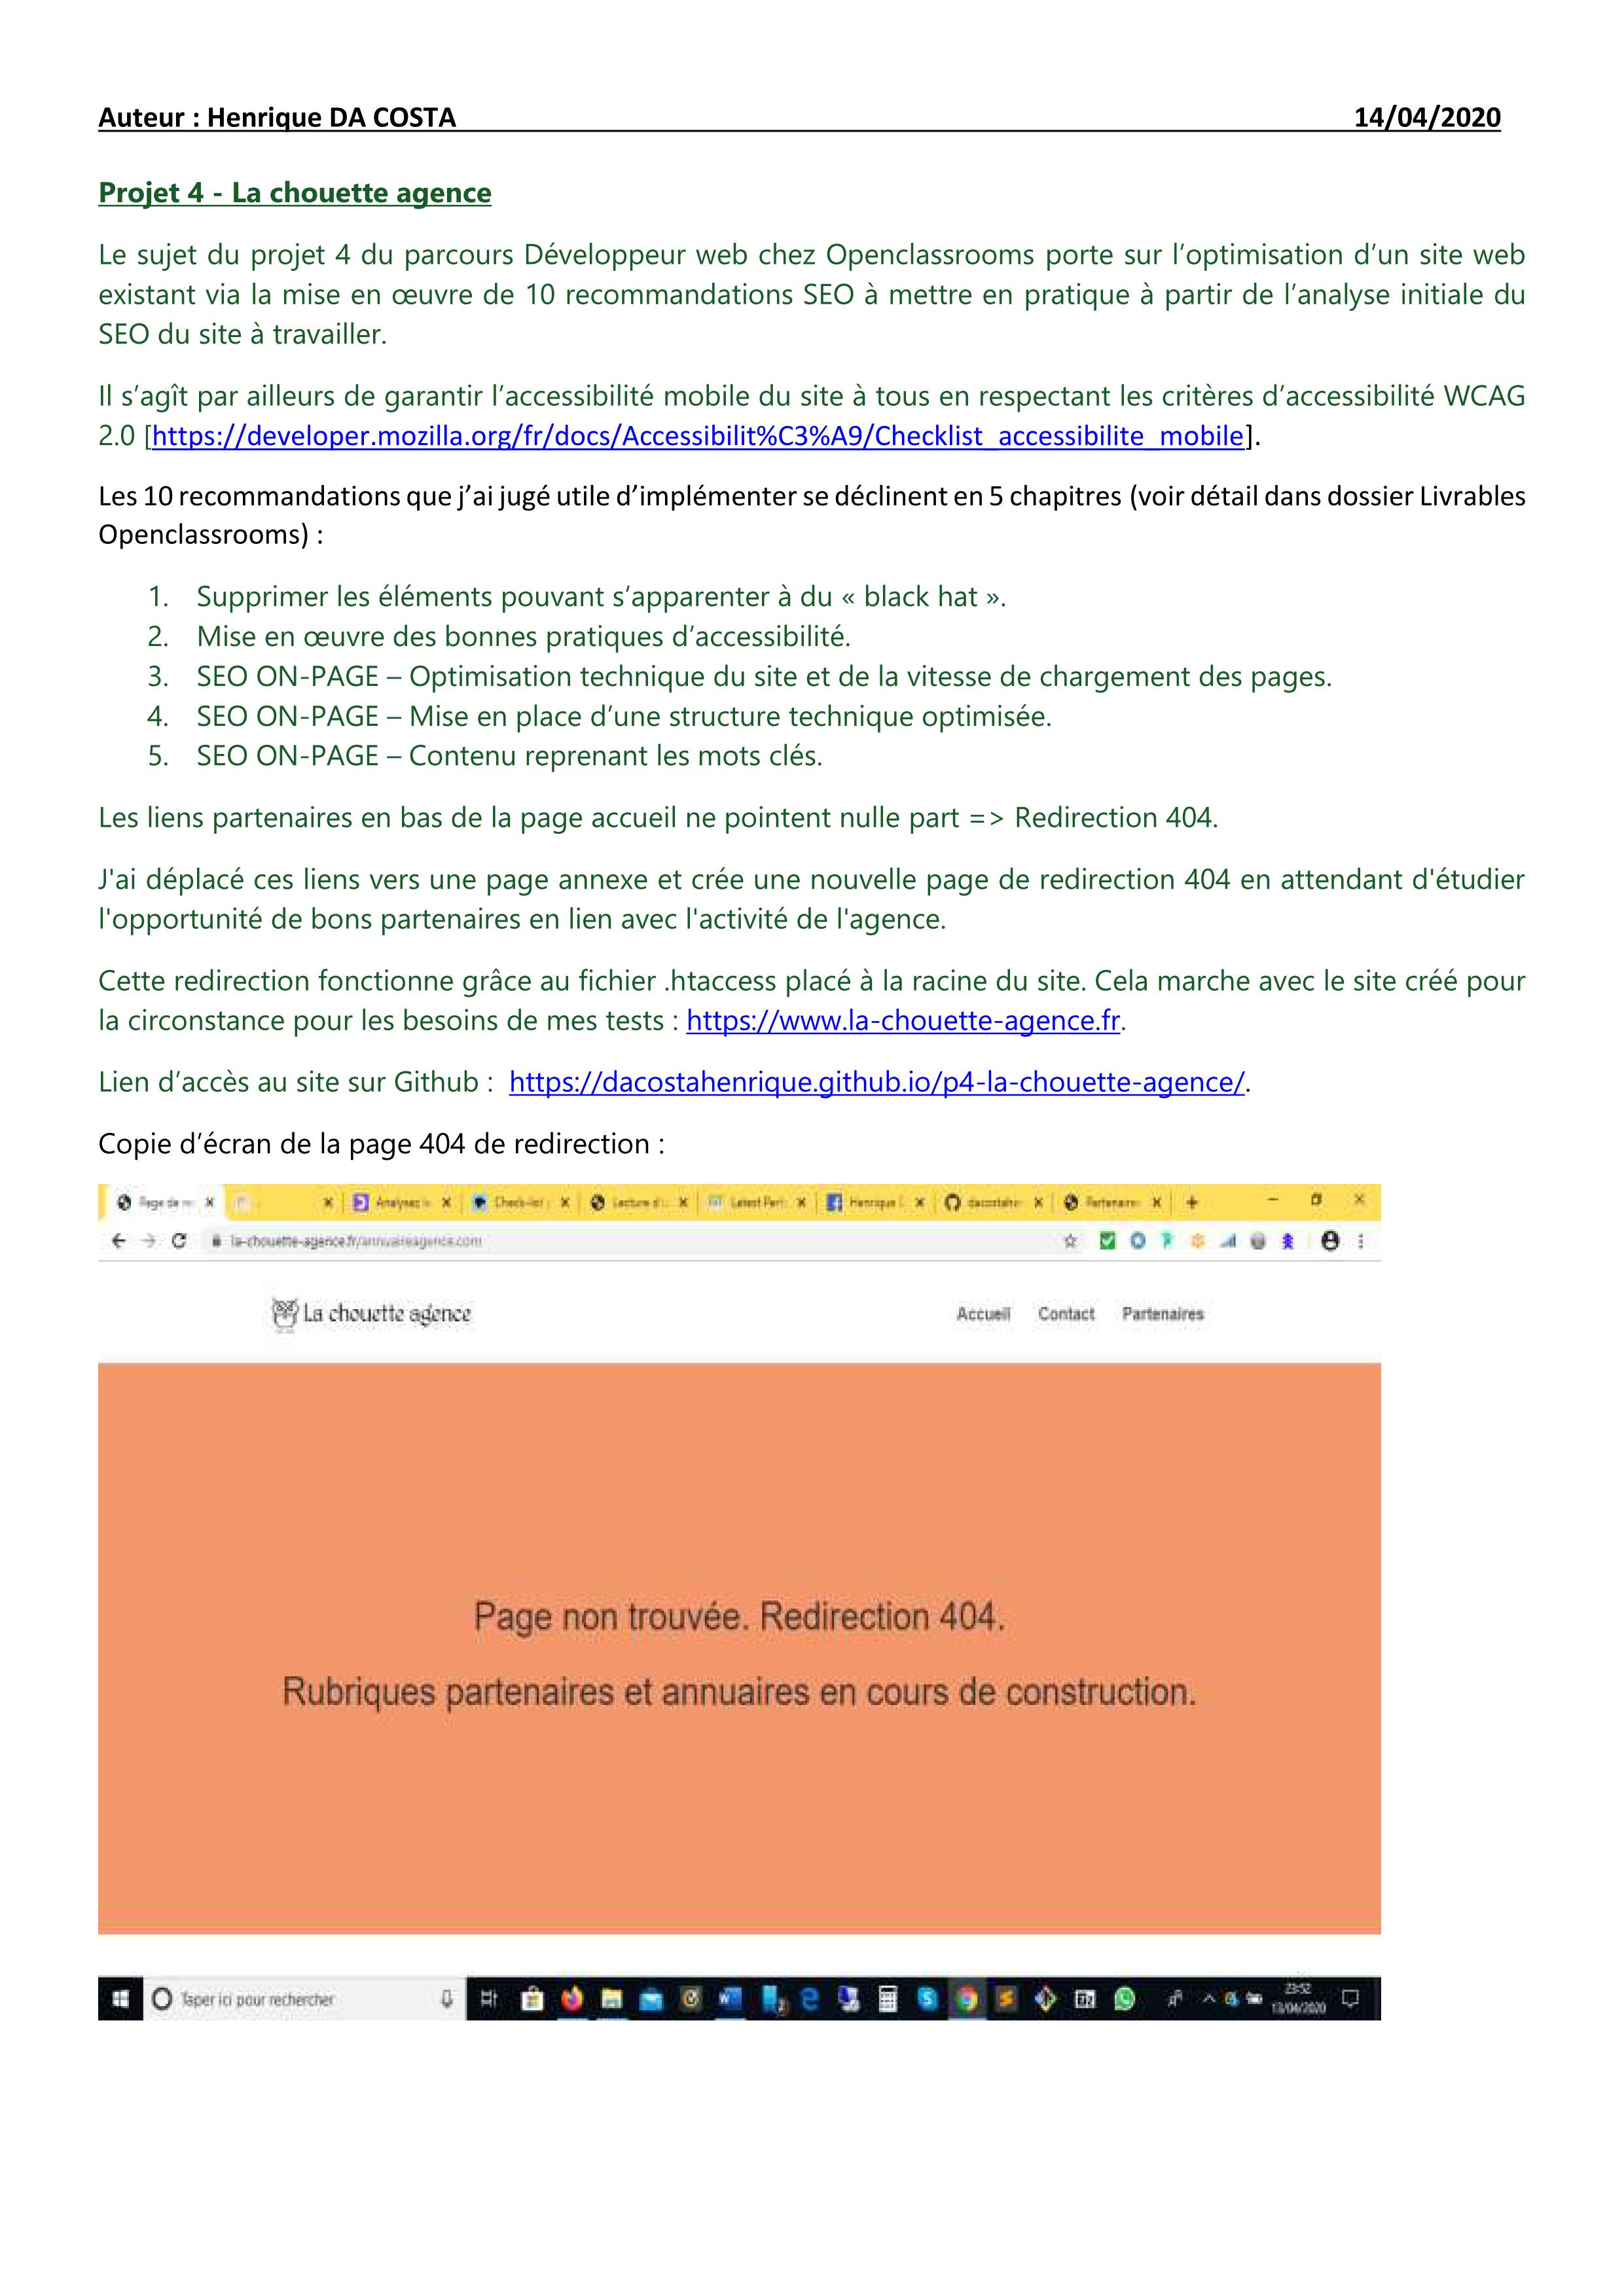 Auteur : Henrique DA COSTA 14/04/2020
Projet 4 - La chouette agence
Le sujet du projet 4 du parcours Développeur web chez Openclassrooms porte sur l’optimisation d’un site web
existant via la mise en œuvre de 10 recommandations SEO à mettre en pratique à partir de l’analyse initiale du
SEO du site à travailler.
Il s’agît par ailleurs de garantir l’accessibilité mobile du site à tous en respectant les critères d’accessibilité WCAG
2.0 [https://developer.mozilla.org/fr/docs/Accessibilit%C3%A9/Checklist_accessibilite_mobile].
Les 10 recommandations que j’ai jugé utile d’implémenter se déclinent en 5 chapitres (voir détail dans dossier Livrables
Openclassrooms) :
1. Supprimer les éléments pouvant s’apparenter à du « black hat ».
2. Mise en œuvre des bonnes pratiques d’accessibilité.
3. SEO ON-PAGE – Optimisation technique du site et de la vitesse de chargement des pages.
4. SEO ON-PAGE – Mise en place d’une structure technique optimisée.
5. SEO ON-PAGE – Contenu reprenant les mots clés.
Les liens partenaires en bas de la page accueil ne pointent nulle part => Redirection 404.
J'ai déplacé ces liens vers une page annexe et crée une nouvelle page de redirection 404 en attendant d'étudier
l'opportunité de bons partenaires en lien avec l'activité de l'agence.
Cette redirection fonctionne grâce au fichier .htaccess placé à la racine du site. Cela marche avec le site créé pour
la circonstance pour les besoins de mes tests : https://www.la-chouette-agence.fr.
Lien d’accès au site sur Github : https://dacostahenrique.github.io/p4-la-chouette-agence/.
Copie d’écran de la page 404 de redirection :
Page de Analysez Check-list Lecture d' Latest Henrique dacostahe Partenaire
la-chouette-agence.fr/annuaireagence.com
La chouette agence Accueil Contact Partenaires
Page non trouvée. Redirection 404.
Rubriques partenaires et annuaires en cours de construction.
Taper ici pour rechercher
23:52
13/04/2020